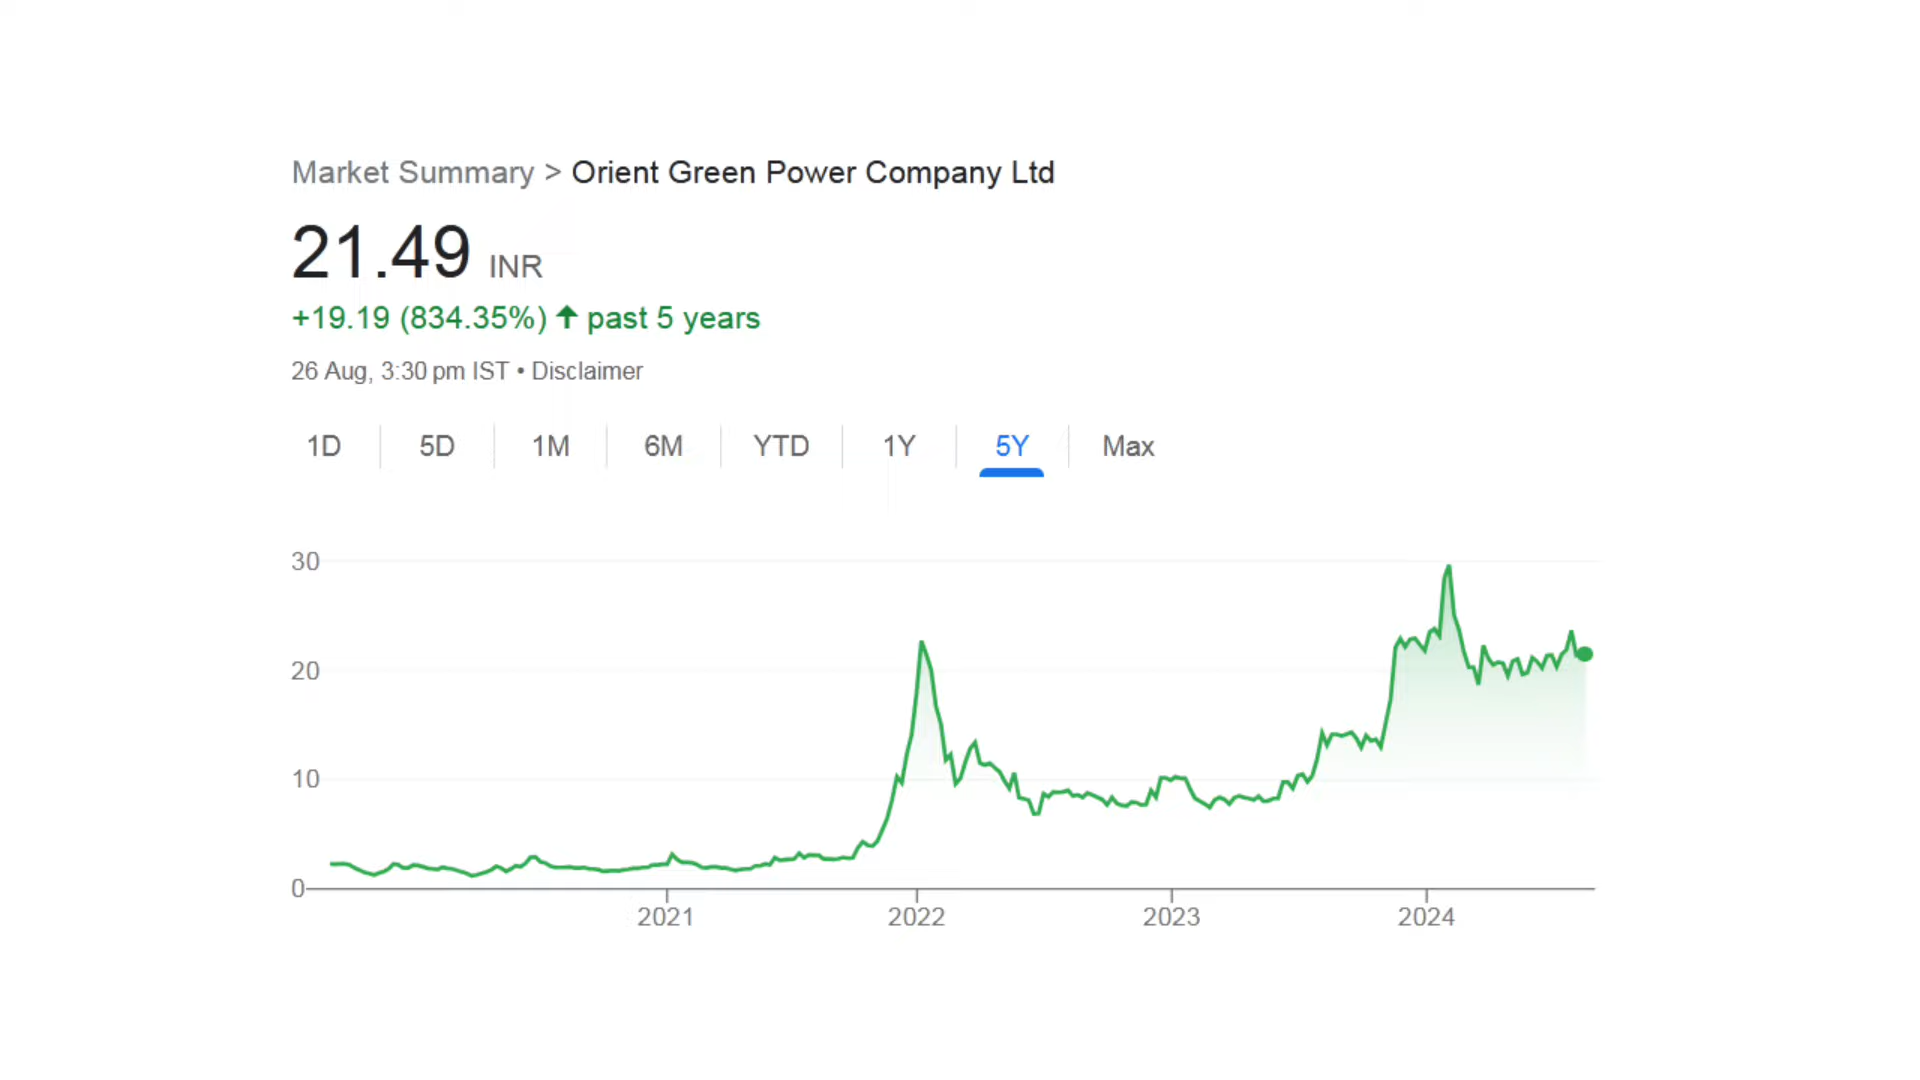 Market Summary > Orient Green Power Company Ltd
21.49 INR
+19.19 (834.35%) ↑ past 5 years
26 Aug, 3:30 pm IST • Disclaimer
1D 5D 1M 6M YTD 1Y 5Y Max
30
20
10
0
2021 2022 2023 2024